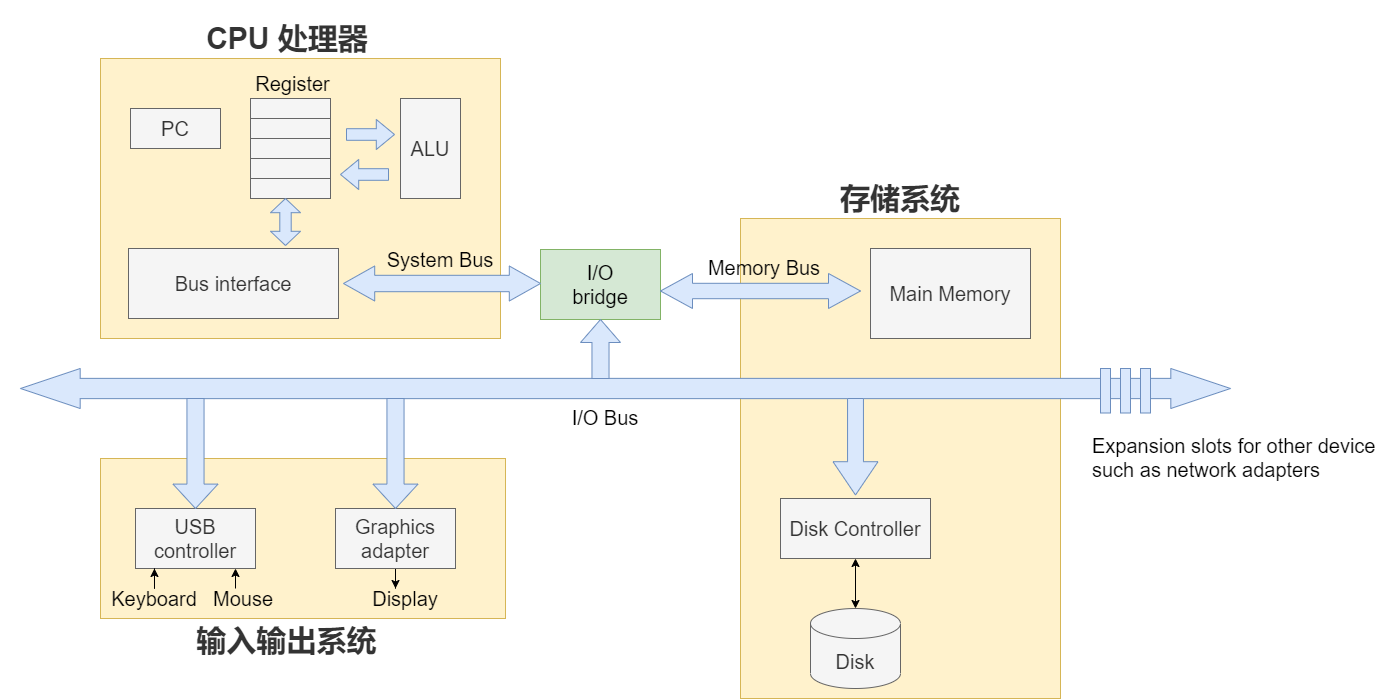 CPU 处理器
Register
PC
ALU
Bus interface
System Bus
I/O
bridge
存储系统
Memory Bus
Main Memory
I/O Bus
Expansion slots for other device
such as network adapters
USB
controller
Graphics
adapter
Keyboard
Mouse
Display
输入输出系统
Disk Controller
Disk